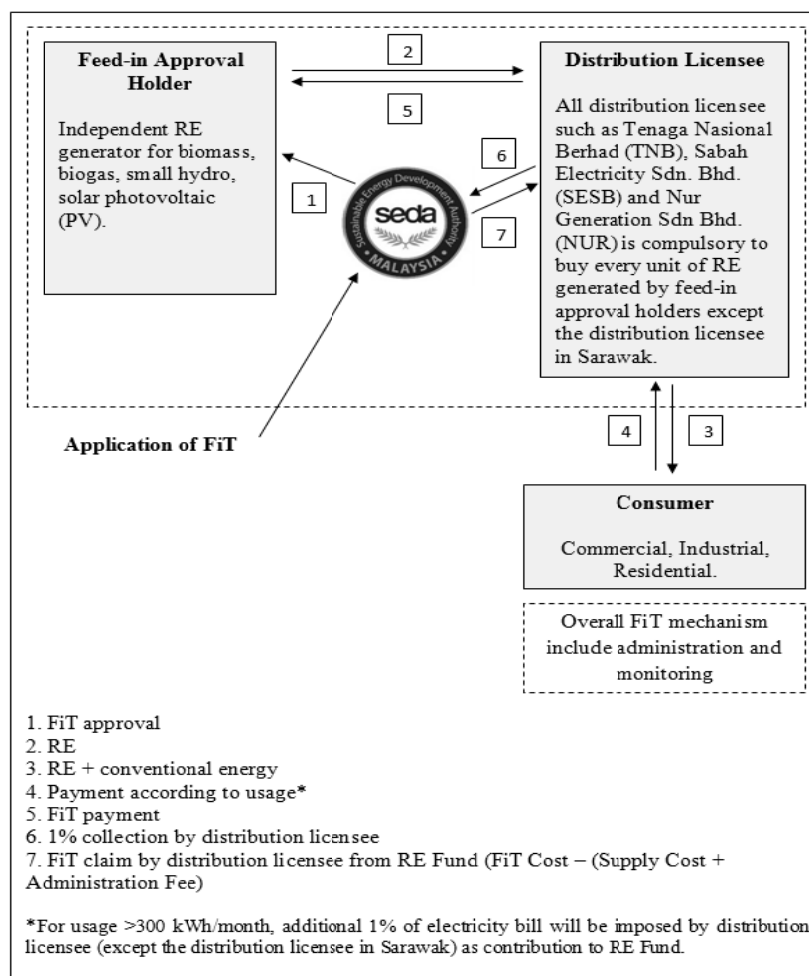 Feed-in Approval
Holder
Independent RE
generator for biomass,
biogas, small hydro,
solar photovoltaic
(PV).
2
5
1
Sustainable Energy Development Authority
seda
• MALAYSIA •
6
7
Distribution Licensee
All distribution licensee
such as Tenaga Nasional
Berhad (TNB), Sabah
Electricity Sdn. Bhd.
(SESB) and Nur
Generation Sdn Bhd.
(NUR) is compulsory to
buy every unit of RE
generated by feed-in
approval holders except
the distribution licensee
in Sarawak.
Application of FiT
4
3
Consumer
Commercial, Industrial,
Residential.
Overall FiT mechanism
include administration and
monitoring
1. FiT approval
2. RE
3. RE + conventional energy
4. Payment according to usage*
5. FiT payment
6. 1% collection by distribution licensee
7. FiT claim by distribution licensee from RE Fund (FiT Cost – (Supply Cost +
Administration Fee)
*For usage >300 kWh/month, additional 1% of electricity bill will be imposed by distribution
licensee (except the distribution licensee in Sarawak) as contribution to RE Fund.